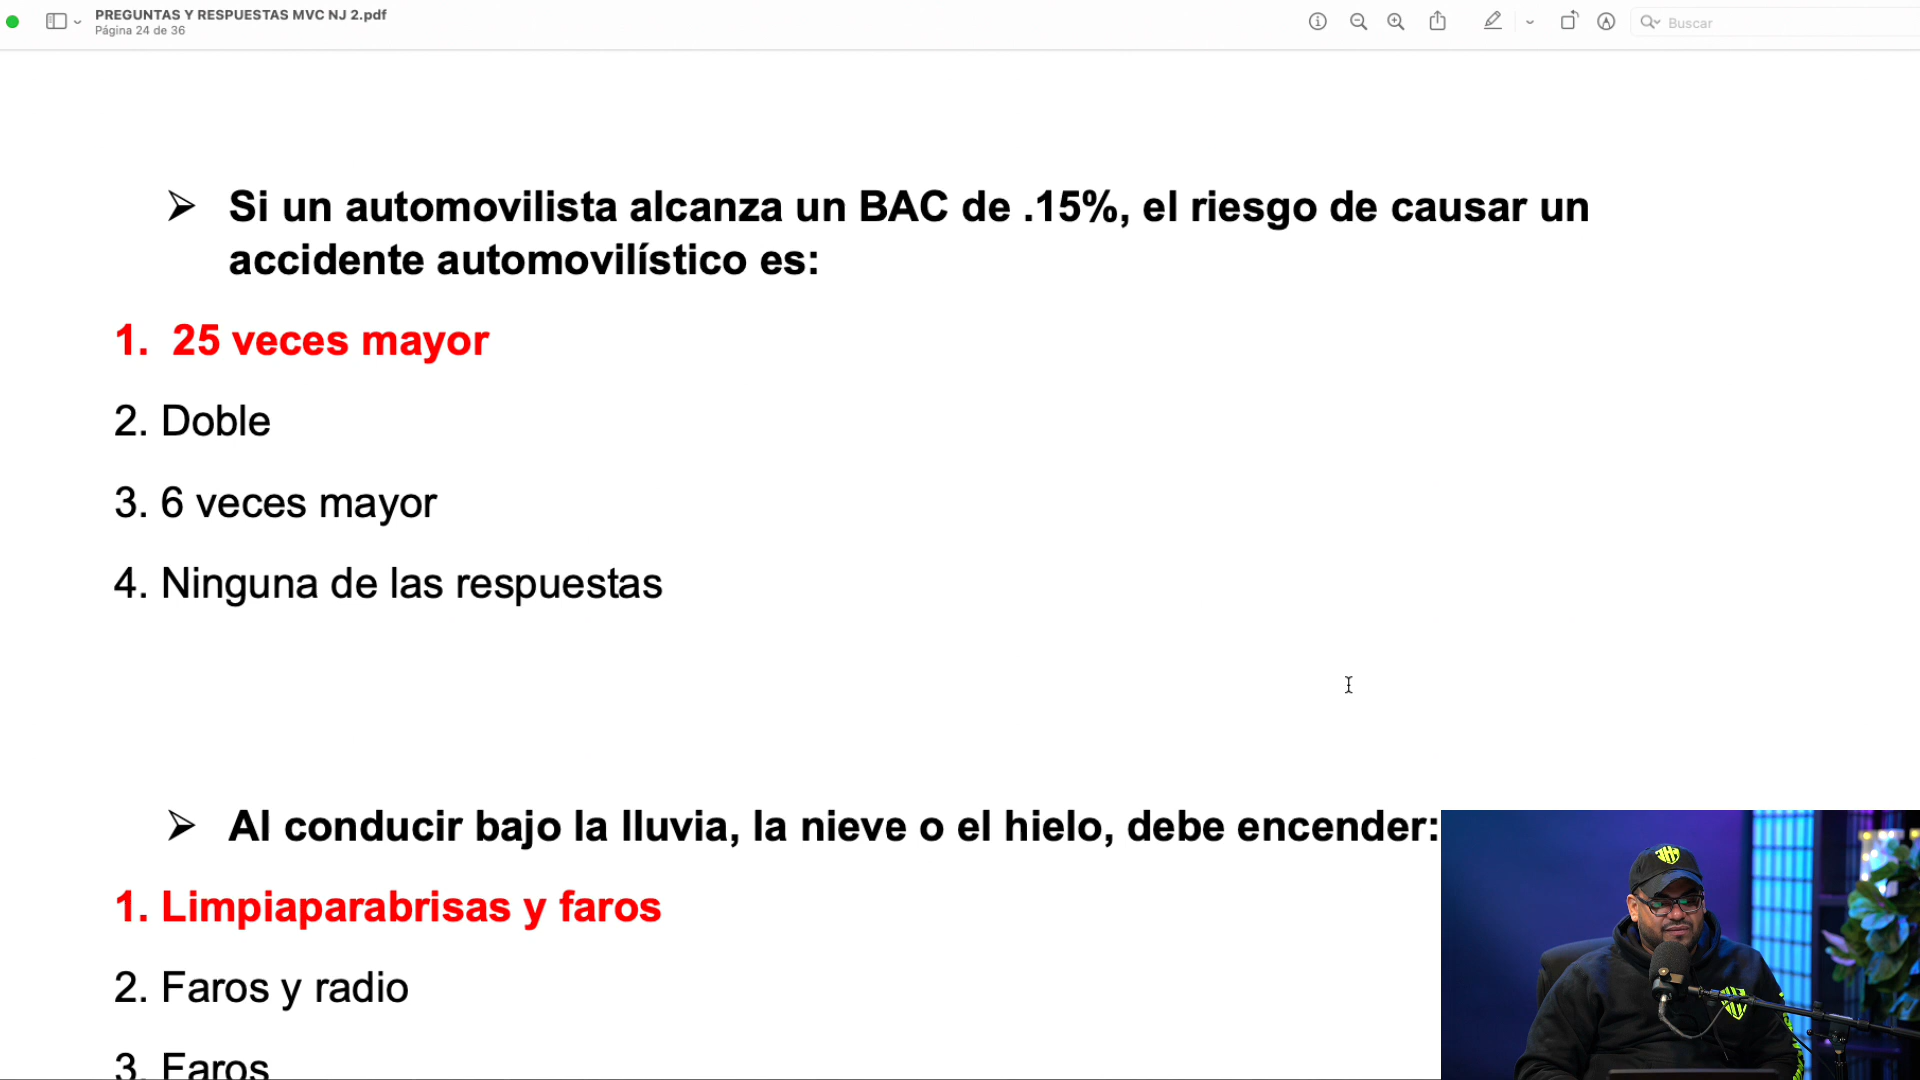 PREGUNTAS Y RESPUESTAS MVC NJ 2.pdf
Página 24 de 36
Buscar
➢ Si un automovilista alcanza un BAC de .15%, el riesgo de causar un
accidente automovilístico es:
1. 25 veces mayor
2. Doble
3. 6 veces mayor
4. Ninguna de las respuestas
➢ Al conducir bajo la lluvia, la nieve o el hielo, debe encender:
1. Limpiaparabrisas y faros
2. Faros y radio
3. Faros